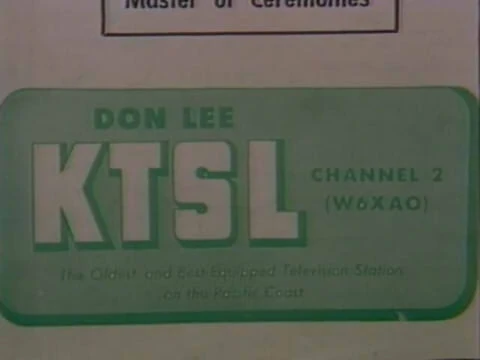 Master of Ceremonies
DON LEE
KTSL
CHANNEL 2
(W6XAO)
The Oldest and Best-Equipped Television Station
on the Pacific Coast